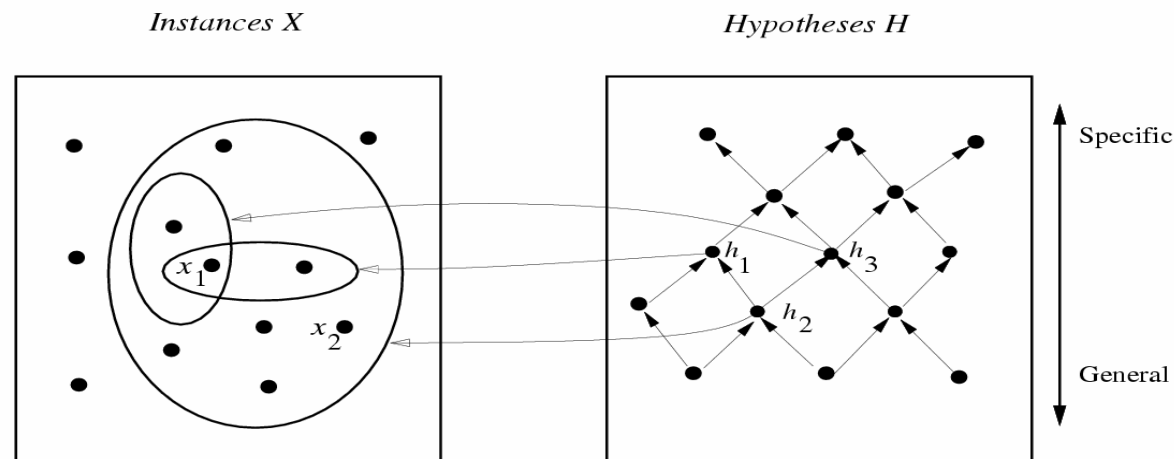 Instances X
Hypotheses H
Specific
h1
h3
x1
h2
x2
General